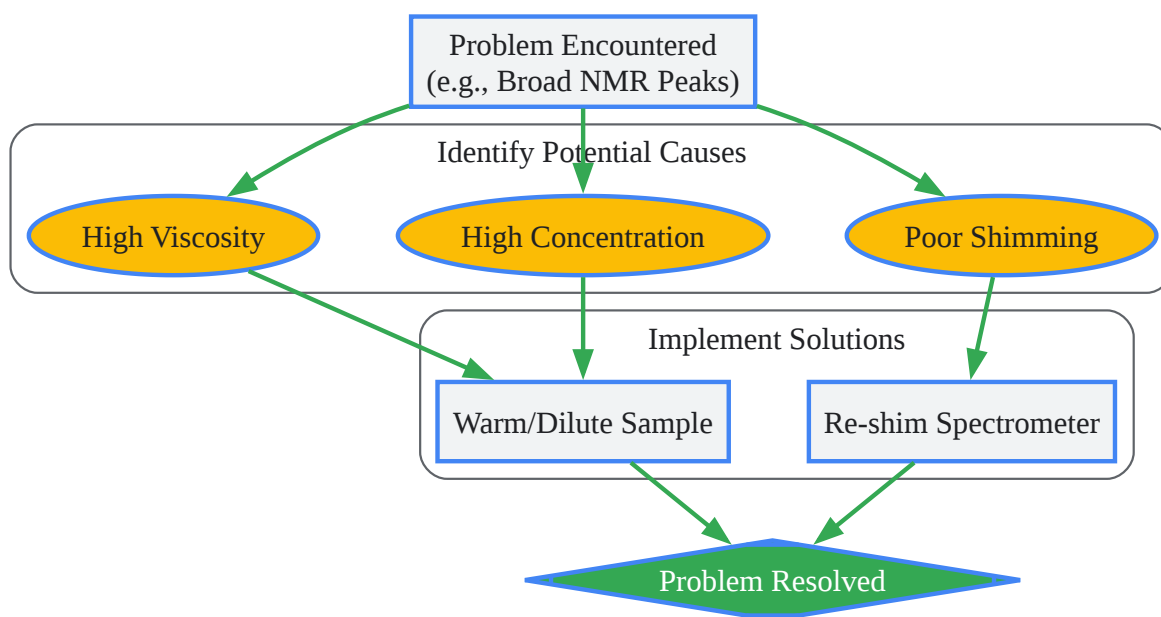 Problem Encountered
(e.g., Broad NMR Peaks)
Identify Potential Causes
High Viscosity
High Concentration
Poor Shimming
Implement Solutions
Warm/Dilute Sample
Re-shim Spectrometer
Problem Resolved